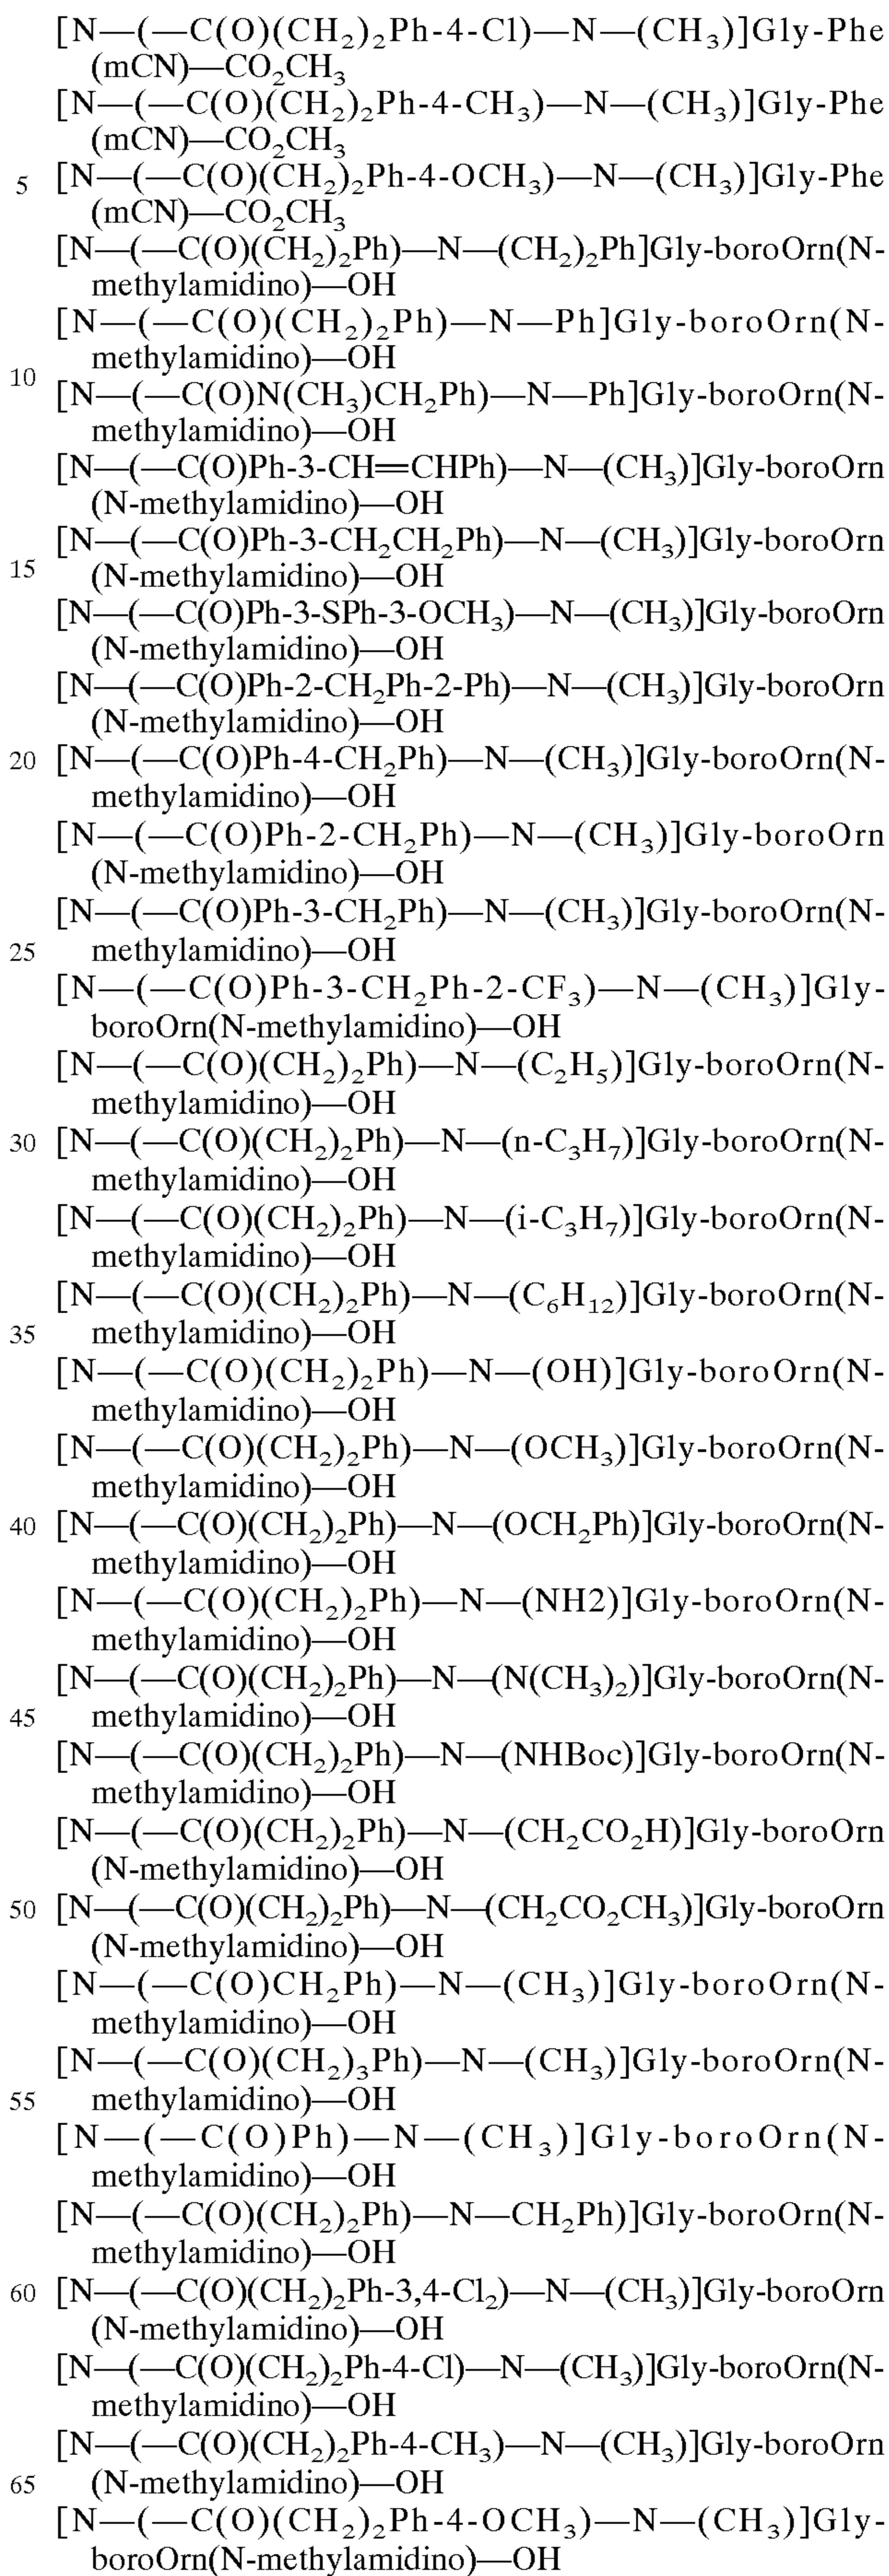 [N—(—C(O)(CH₂)₂Ph-4-Cl)—N—(CH₃)]Gly-Phe
(mCN)—CO₂CH₃
[N—(—C(O)(CH₂)₂Ph-4-CH₃)—N—(CH₃)]Gly-Phe
(mCN)—CO₂CH₃
5 [N—(—C(O)(CH₂)₂Ph-4-OCH₃)—N—(CH₃)]Gly-Phe
(mCN)—CO₂CH₃
[N—(—C(O)(CH₂)₂Ph)—N—(CH₂)₂Ph]Gly-boroOrn(N-
methylamidino)—OH
[N—(—C(O)(CH₂)₂Ph)—N—Ph]Gly-boroOrn(N-
methylamidino)—OH
10 [N—(—C(O)N(CH₃)CH₂Ph)—N—Ph]Gly-boroOrn(N-
methylamidino)—OH
[N—(—C(O)Ph-3-CH═CHPh)—N—(CH₃)]Gly-boroOrn
(N-methylamidino)—OH
[N—(—C(O)Ph-3-CH₂CH₂Ph)—N—(CH₃)]Gly-boroOrn
15 (N-methylamidino)—OH
[N—(—C(O)Ph-3-SPh-3-OCH₃)—N—(CH₃)]Gly-boroOrn
(N-methylamidino)—OH
[N—(—C(O)Ph-2-CH₂Ph-2-Ph)—N—(CH₃)]Gly-boroOrn
(N-methylamidino)—OH
20 [N—(—C(O)Ph-4-CH₂Ph)—N—(CH₃)]Gly-boroOrn(N-
methylamidino)—OH
[N—(—C(O)Ph-2-CH₂Ph)—N—(CH₃)]Gly-boroOrn
(N-methylamidino)—OH
[N—(—C(O)Ph-3-CH₂Ph)—N—(CH₃)]Gly-boroOrn(N-
25 methylamidino)—OH
[N—(—C(O)Ph-3-CH₂Ph-2-CF₃)—N—(CH₃)]Gly-
boroOrn(N-methylamidino)—OH
[N—(—C(O)(CH₂)₂Ph)—N—(C₂H₅)]Gly-boroOrn(N-
methylamidino)—OH
30 [N—(—C(O)(CH₂)₂Ph)—N—(n-C₃H₇)]Gly-boroOrn(N-
methylamidino)—OH
[N—(—C(O)(CH₂)₂Ph)—N—(i-C₃H₇)]Gly-boroOrn(N-
methylamidino)—OH
[N—(—C(O)(CH₂)₂Ph)—N—(C₆H₁₂)]Gly-boroOrn(N-
35 methylamidino)—OH
[N—(—C(O)(CH₂)₂Ph)—N—(OH)]Gly-boroOrn(N-
methylamidino)—OH
[N—(—C(O)(CH₂)₂Ph)—N—(OCH₃)]Gly-boroOrn(N-
methylamidino)—OH
40 [N—(—C(O)(CH₂)₂Ph)—N—(OCH₂Ph)]Gly-boroOrn(N-
methylamidino)—OH
[N—(—C(O)(CH₂)₂Ph)—N—(NH2)]Gly-boroOrn(N-
methylamidino)—OH
[N—(—C(O)(CH₂)₂Ph)—N—(N(CH₃)₂)]Gly-boroOrn(N-
45 methylamidino)—OH
[N—(—C(O)(CH₂)₂Ph)—N—(NHBoc)]Gly-boroOrn(N-
methylamidino)—OH
[N—(—C(O)(CH₂)₂Ph)—N—(CH₂CO₂H)]Gly-boroOrn
(N-methylamidino)—OH
50 [N—(—C(O)(CH₂)₂Ph)—N—(CH₂CO₂CH₃)]Gly-boroOrn
(N-methylamidino)—OH
[N—(—C(O)CH₂Ph)—N—(CH₃)]Gly-boroOrn(N-
methylamidino)—OH
[N—(—C(O)(CH₂)₃Ph)—N—(CH₃)]Gly-boroOrn(N-
55 methylamidino)—OH
[N—(—C(O)Ph)—N—(CH₃)]Gly-boroOrn(N-
methylamidino)—OH
[N—(—C(O)(CH₂)₂Ph)—N—CH₂Ph)]Gly-boroOrn(N-
methylamidino)—OH
60 [N—(—C(O)(CH₂)₂Ph-3,4-Cl₂)—N—(CH₃)]Gly-boroOrn
(N-methylamidino)—OH
[N—(—C(O)(CH₂)₂Ph-4-Cl)—N—(CH₃)]Gly-boroOrn(N-
methylamidino)—OH
[N—(—C(O)(CH₂)₂Ph-4-CH₃)—N—(CH₃)]Gly-boroOrn
65 (N-methylamidino)—OH
[N—(—C(O)(CH₂)₂Ph-4-OCH₃)—N—(CH₃)]Gly-
boroOrn(N-methylamidino)—OH